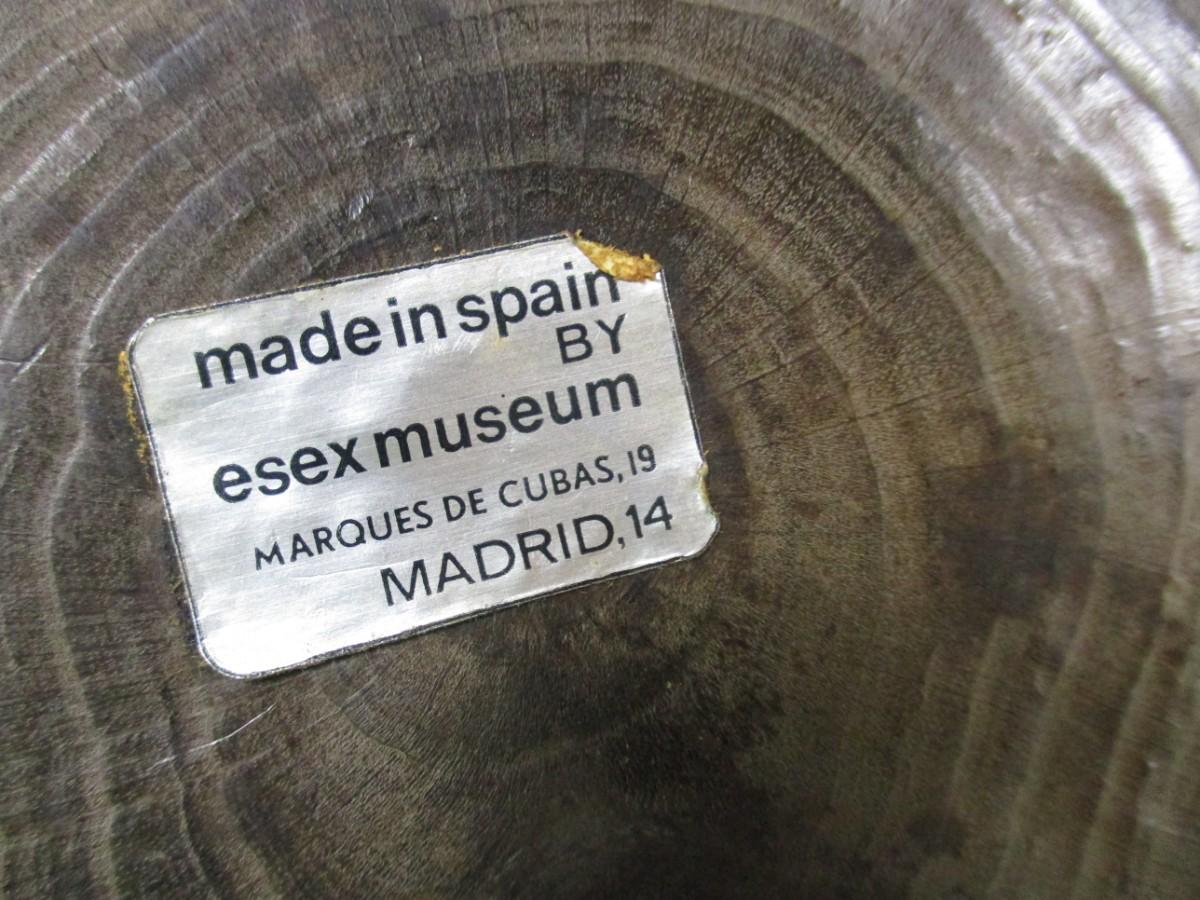 made in spain
BY
esex museum
MARQUES DE CUBAS, 19
MADRID, 14